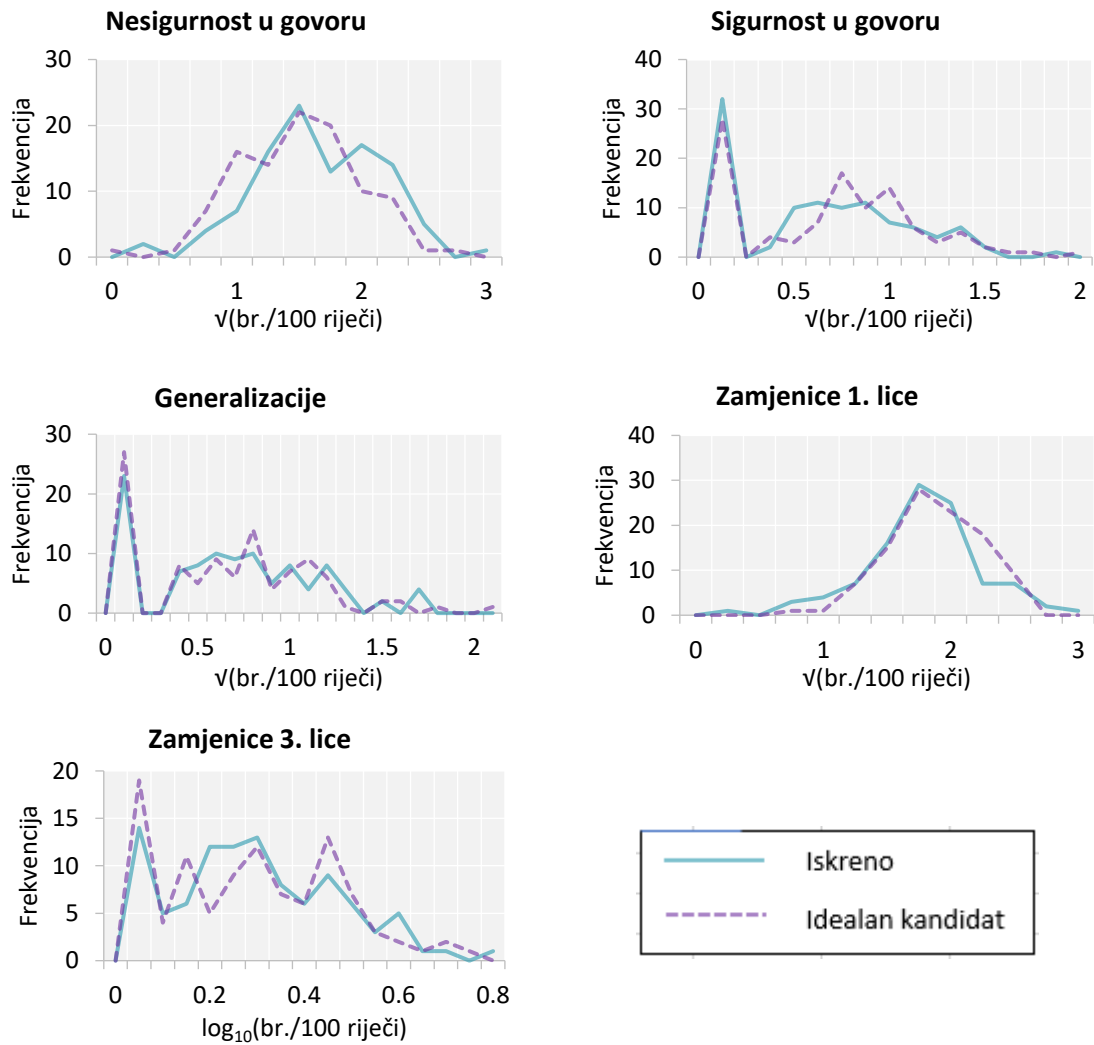 Nesigurnost u govoru
30
20
10
0
Frekvencija
0 1 2 3
√(br./100 riječi)
Sigurnost u govoru
40
30
20
10
0
Frekvencija
0 0.5 1 1.5 2
√(br./100 riječi)
Generalizacije
30
20
10
0
Frekvencija
0 0.5 1 1.5 2
√(br./100 riječi)
Zamjenice 1. lice
40
30
20
10
0
Frekvencija
0 1 2 3
√(br./100 riječi)
Zamjenice 3. lice
20
15
10
5
0
Frekvencija
0 0.2 0.4 0.6 0.8
log₁₀(br./100 riječi)
Iskreno
Idealan kandidat